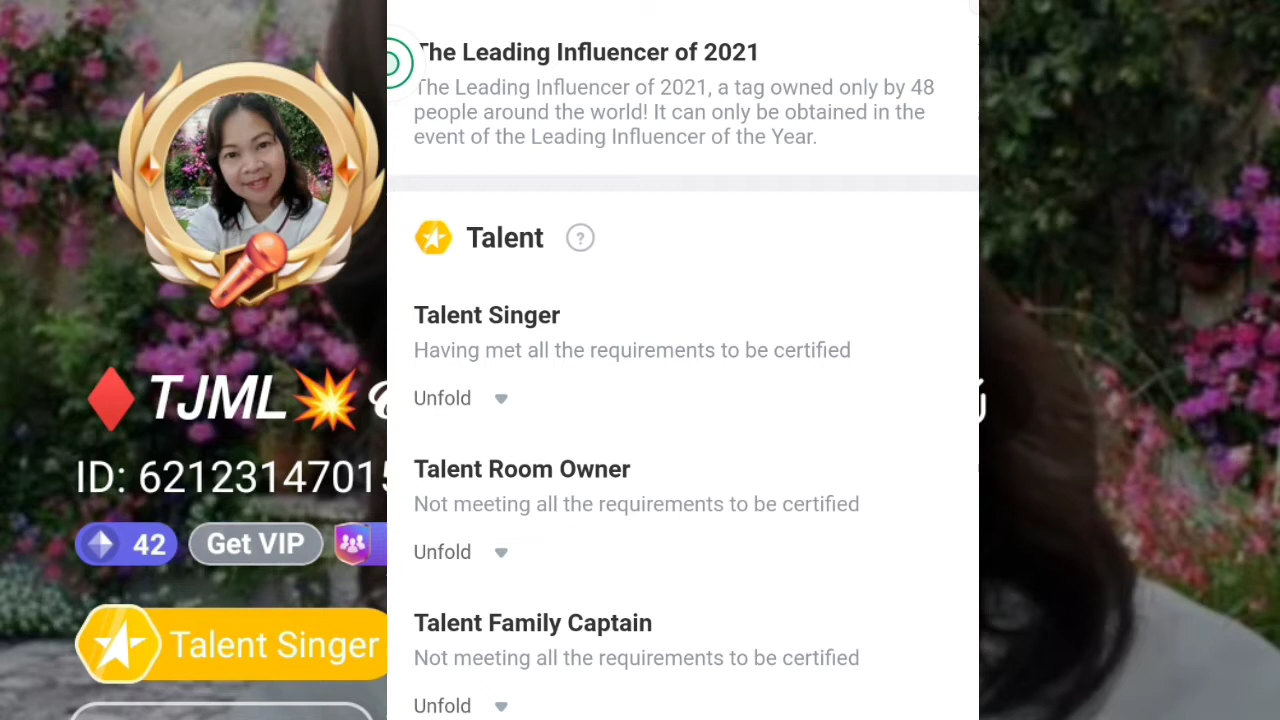 TJML
ID: 6212314701
42
Get VIP
Talent Singer
The Leading Influencer of 2021
The Leading Influencer of 2021, a tag owned only by 48
people around the world! It can only be obtained in the
event of the Leading Influencer of the Year.
Talent ?
Talent Singer
Having met all the requirements to be certified
Unfold
Talent Room Owner
Not meeting all the requirements to be certified
Unfold
Talent Family Captain
Not meeting all the requirements to be certified
Unfold